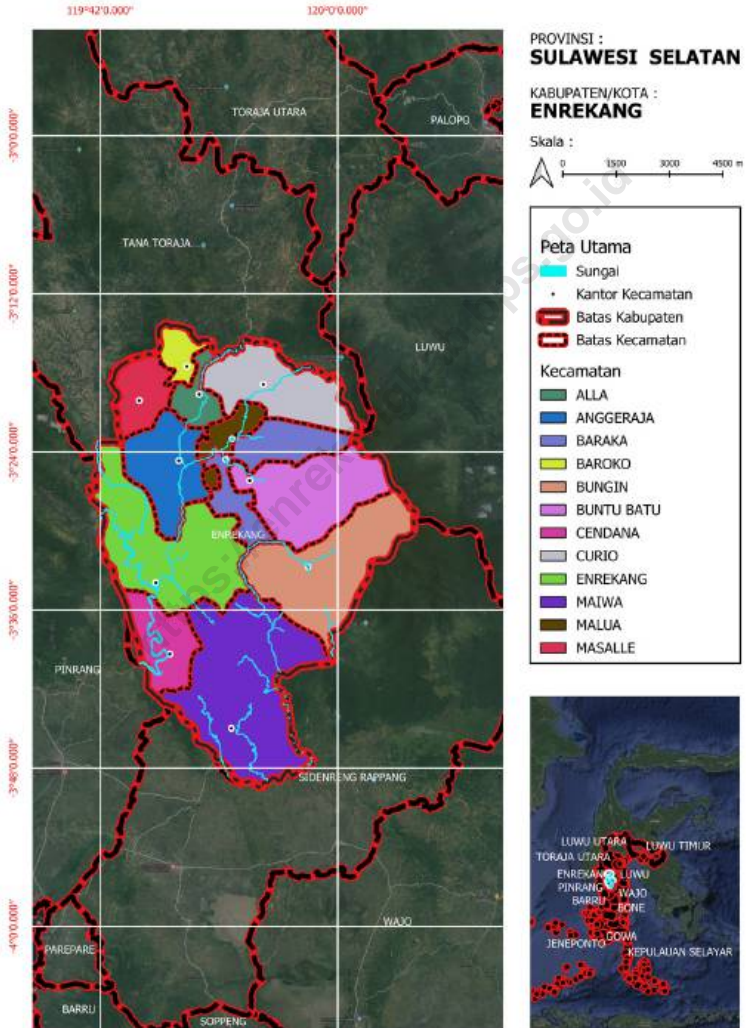 119°42'0.000"
120°0'0.000"
-3°0'0.000"
-3°12'0.000"
-3°24'0.000"
-3°36'0.000"
-3°48'0.000"
-4°0'0.000"
TORAJA UTARA
PALOPO
TANA TORAJA
LUWU
ENREKANG
PINRANG
SIDENRENG RAPPANG
WAJO
PAREPARE
BARRU
SOPPENG
PROVINSI :
SULAWESI SELATAN
KABUPATEN/KOTA :
ENREKANG
Skala :
0 1500 3000 4500 m
Peta Utama
Sungai
Kantor Kecamatan
Batas Kabupaten
Batas Kecamatan
Kecamatan
ALLA
ANGGERAJA
BARAKA
BAROKO
BUNGIN
BUNTU BATU
CENDANA
CURIO
ENREKANG
MAIWA
MALUA
MASALLE
LUWU UTARA
LUWU TIMUR
TORAJA UTARA
ENREKANG
LUWU
PINRANG
WAJO
BARRU
BONE
GOWA
JENEPONTO
KEPULAUAN SELAYAR